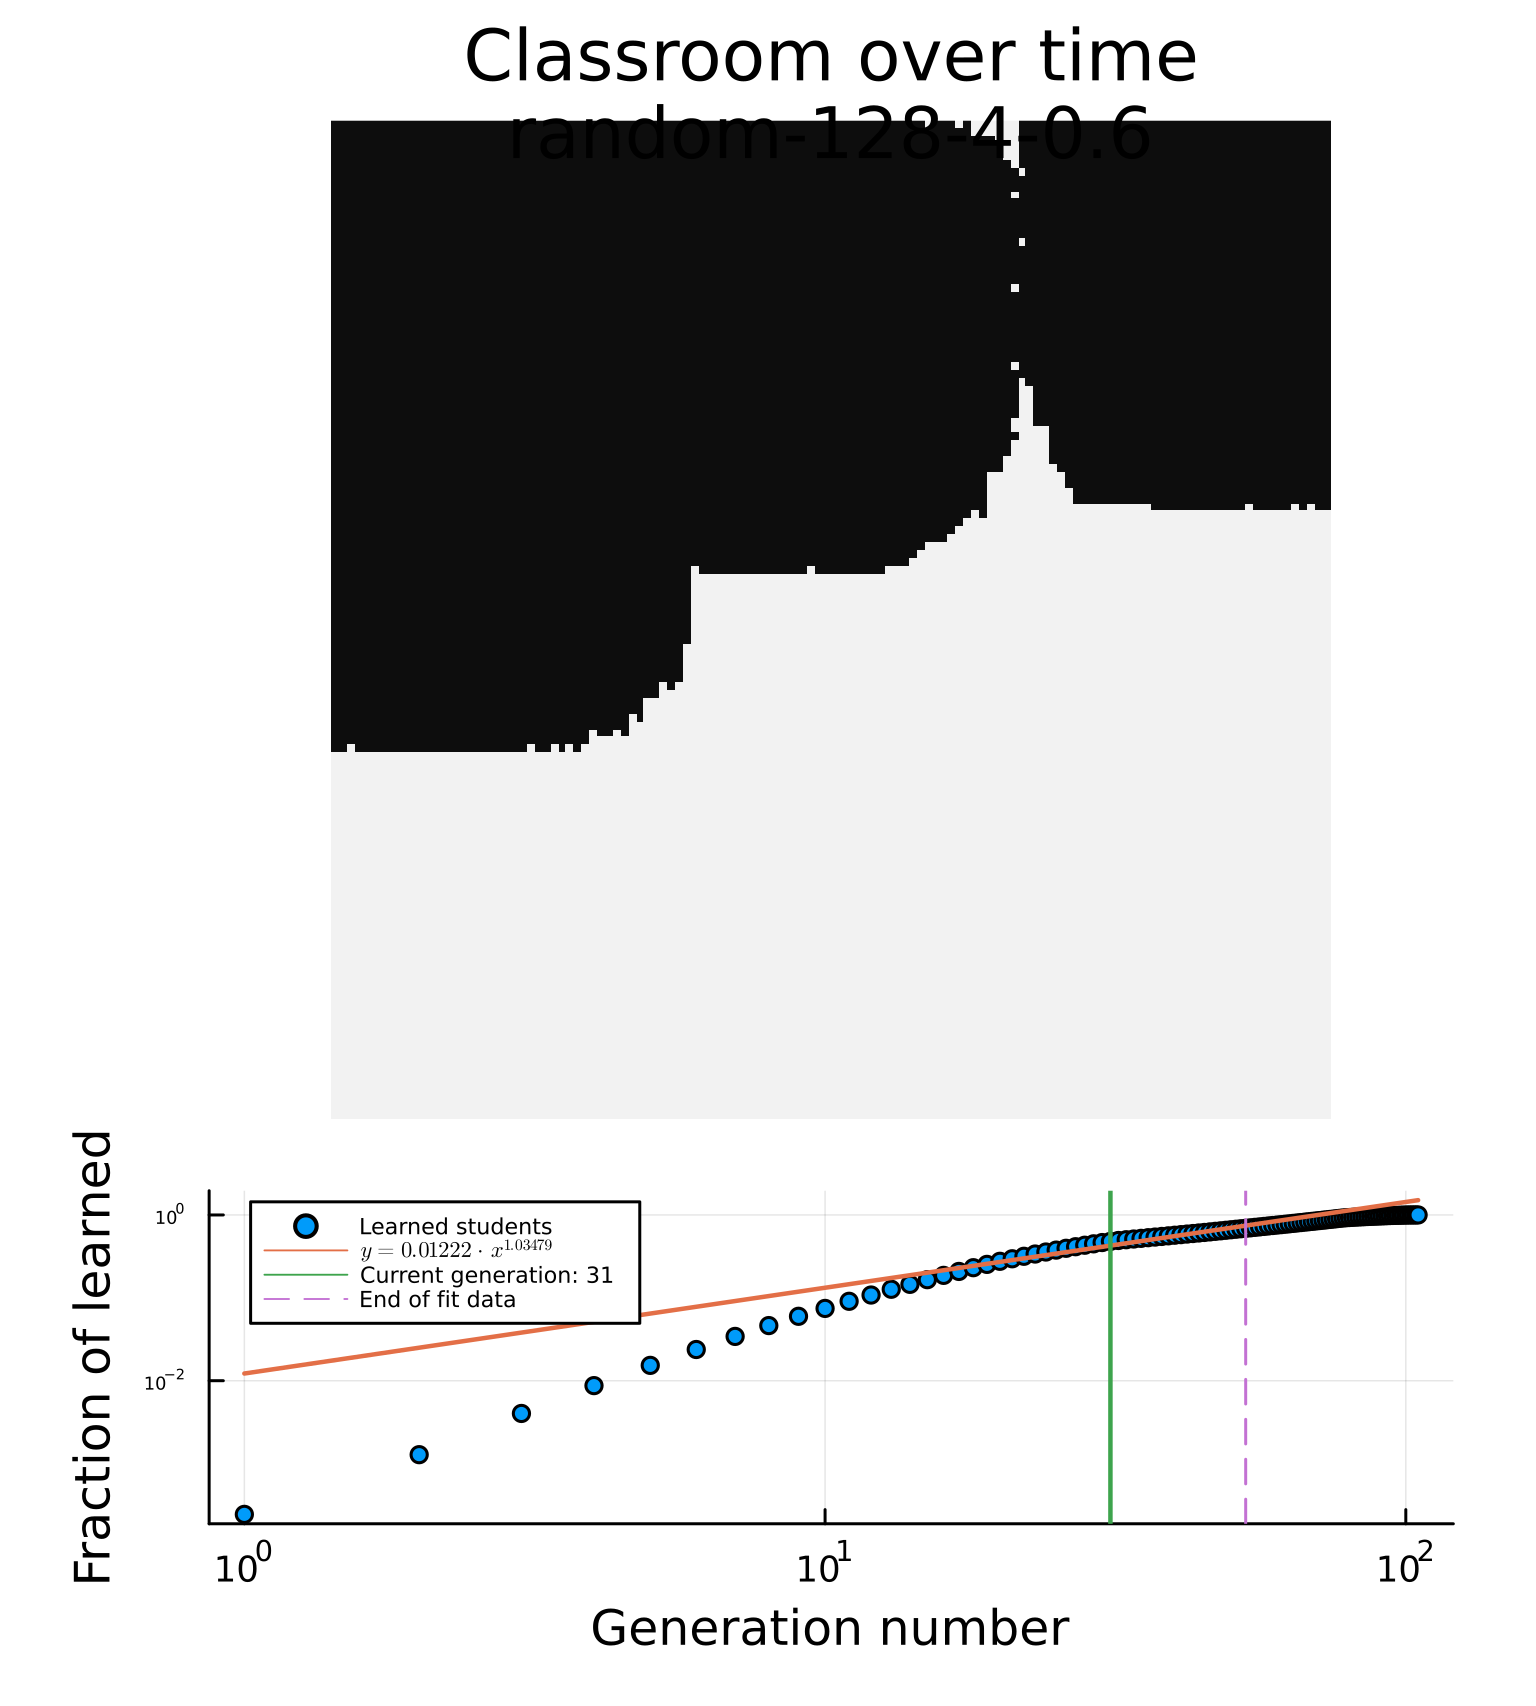 Classroom over time
random-128-4-0.6
Fraction of learned
10⁰
10⁻²
Learned students
y = 0.01222 · x^1.03479
Current generation: 31
End of fit data
10⁰ 10¹ 10²
Generation number